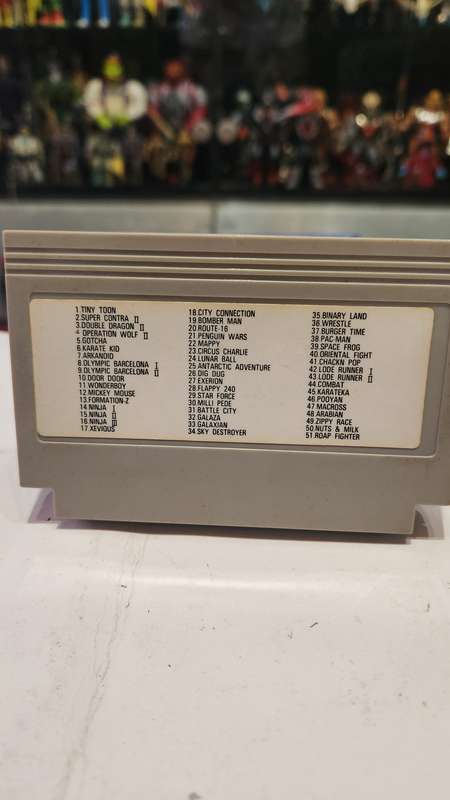 1.TINY TOON
2.SUPER CONTRA II
3.DOUBLE DRAGON II
4 OPERATION WOLF II
5.GOTCHA
6.KARATE KID
7.ARKANOID
8.OLYMPIC BARCELONA I
9.OLYMPIC BARCELONA II
10.DOOR DOOR
11 WONDERBOY
12.MICKEY MOUSE
13.FORMATION-Z
14 NINJA I
15 NINJA II
16 NINJA III
17.XEVIOUS
18.CITY CONNECTION
19.BOMBER MAN
20.ROUTE-16
21.PENGUIN WARS
22 MAPPY
23.CIRCUS CHARLIE
24 LUNAR BALL
25 ANTARCTIC ADVENTURE
26 DIG DUG
27 EXERION
28.FLAPPY 240
29.STAR FORCE
30.MILLI PEDE
31 BATTLE CITY
32 GALAZA
33 GALAXIAN
34.SKY DESTROYER
35.BINARY LAND
36.WRESTLE
37.BURGER TIME
38 PAC-MAN
39.SPACE FROG
40.ORIENTAL FIGHT
41.CHACKN POP
42 LODE RUNNER I
43.LODE RUNNER II
44 COMBAT
45.KARATEKA
46 POOYAN
47 MACROSS
48 ARABIAN
49.ZIPPY RACE
50.NUTS & MILK
51.ROAP FIGHTER